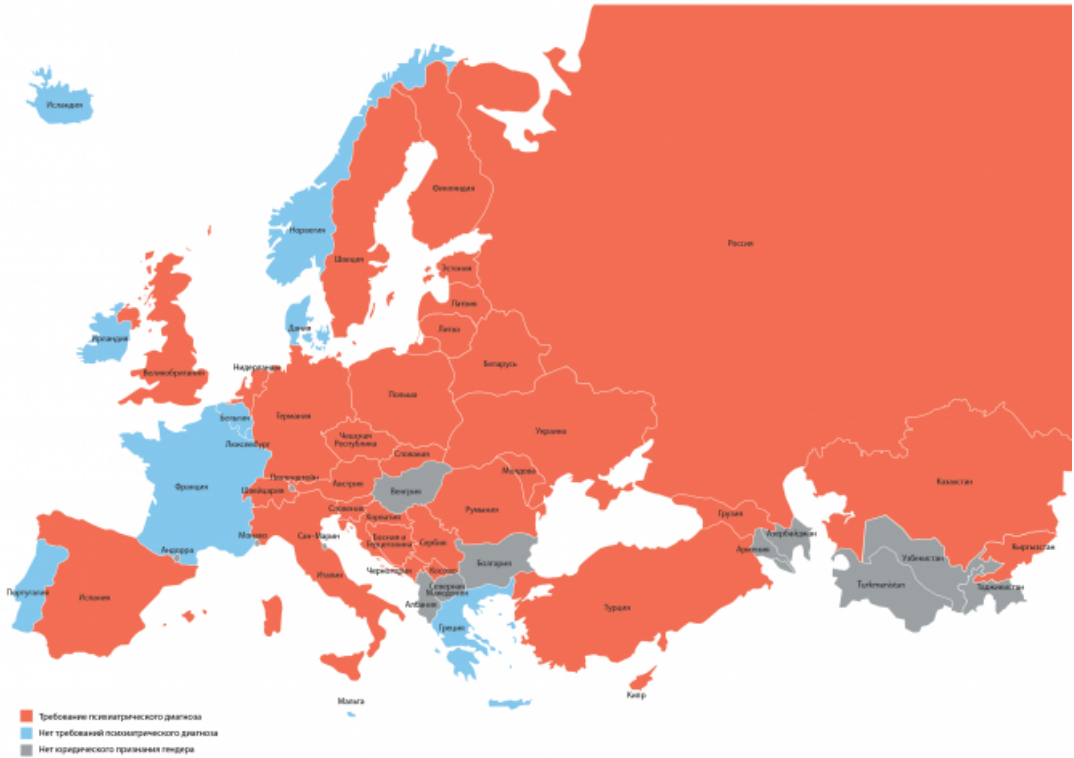 Исландия
Финляндия
Норвегия
Россия
Швеция
Эстония
Латвия
Дания
Литва
Ирландия
Беларусь
Нидерланды
Великобритания
Польша
Германия
Бельгия
Украина
Чешская
Республика
Люксембург
Словакия
Молдова
Лихтенштейн
Казахстан
Австрия
Франция
Швейцария
Венгрия
Словения
Румыния
Хорватия
Грузия
Монако
Сан-Марино
Босния и
Герцеговина
Сербия
Азербайджан
Армения
Кыргызстан
Андорра
Узбекистан
Болгария
Черногория
Косово
Италия
Turkmenistan
Таджикистан
Северная
Македония
Португалия
Испания
Албания
Турция
Греция
Кипр
Мальта
Требование психиатрического диагноза
Нет требований психиатрического диагноза
Нет юридического признания гендера